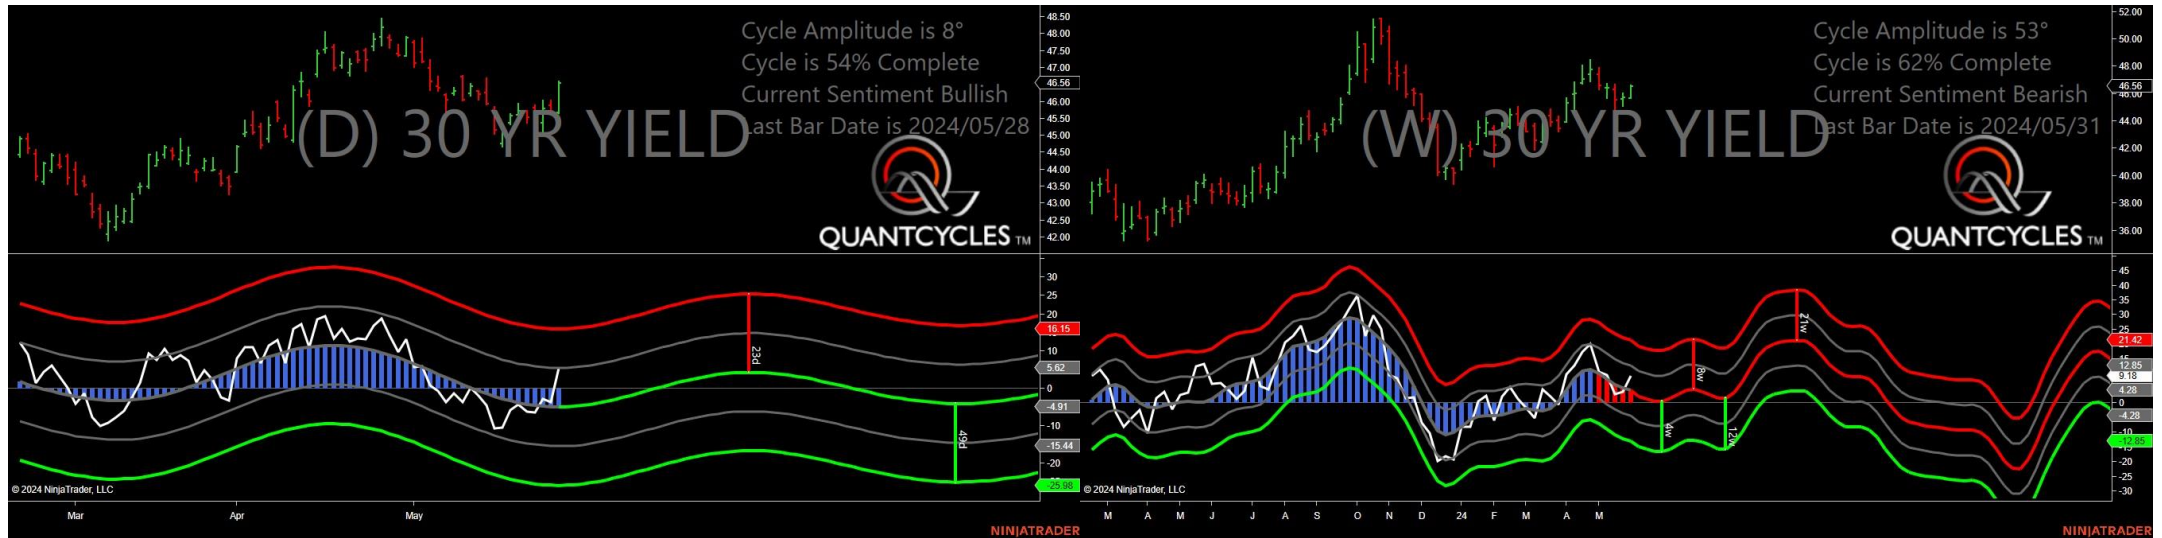 Cycle Amplitude is 8°
Cycle is 54% Complete
Current Sentiment Bullish
Last Bar Date is 2024/05/28
(D) 30 YR YIELD
QUANTCYCLES TM
48.50
48.00
47.50
47.00
46.56
46.00
45.50
45.00
44.50
44.00
43.50
43.00
42.50
42.00
30
25
20
16.15
10
5.62
0
-4.91
-10
-15.44
-20
-25.98
23d
49d
© 2024 NinjaTrader, LLC
Mar Apr May
NINJATRADER
Cycle Amplitude is 53°
Cycle is 62% Complete
Current Sentiment Bearish
Last Bar Date is 2024/05/31
(W) 30 YR YIELD
QUANTCYCLES TM
52.00
50.00
48.00
46.56
44.00
42.00
40.00
38.00
36.00
45
40
35
30
25
21.42
12.85
9.18
4.28
0
-4.28
-12.85
-20
-25
-30
4w
8w
12w
21w
© 2024 NinjaTrader, LLC
M A M J J A S O N D 24 F M A M
NINJATRADER